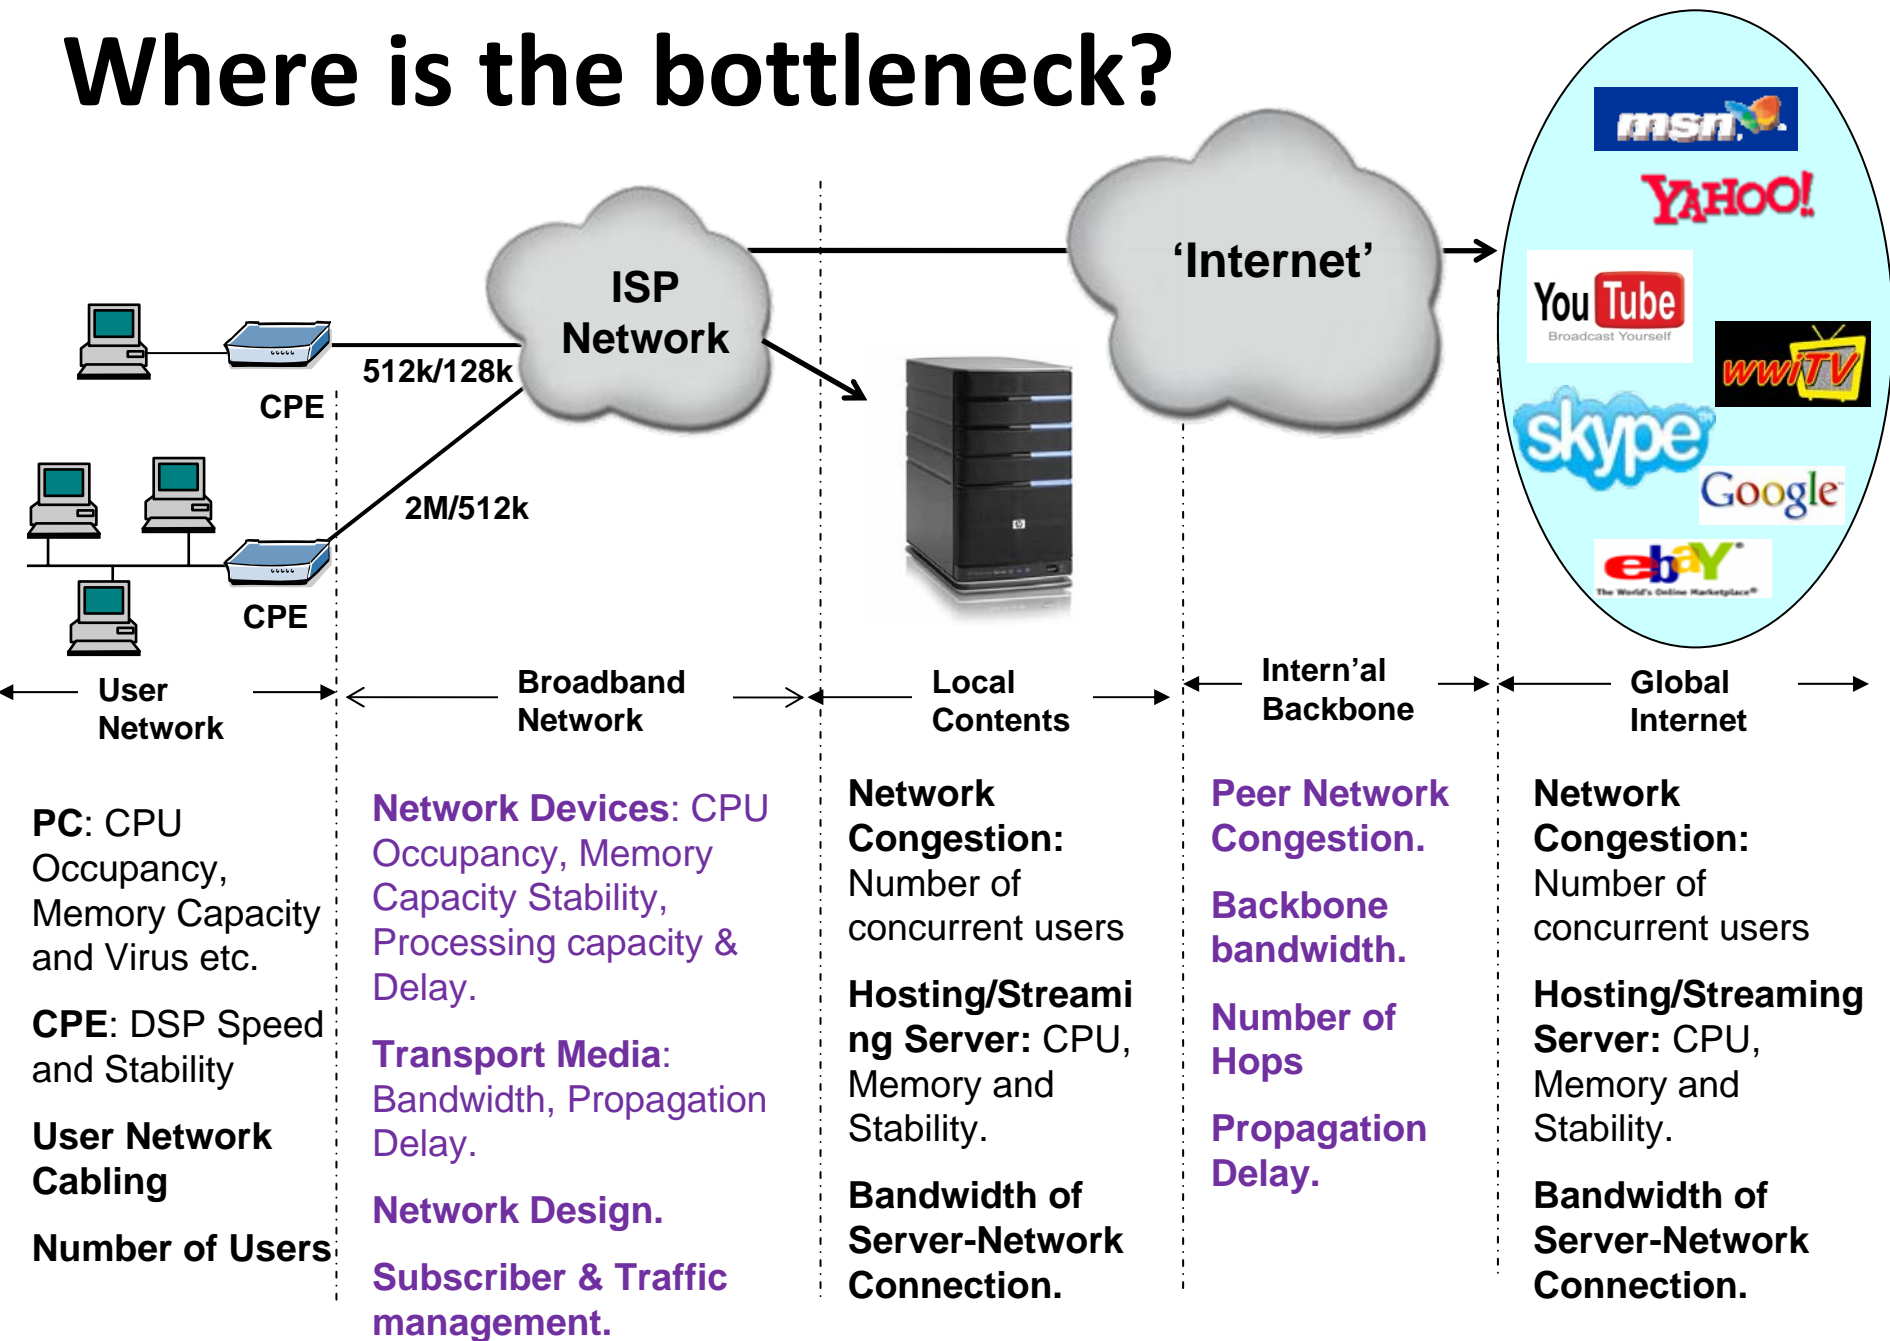 Where is the bottleneck?
msn
YAHOO!
'Internet'
ISP
Network
YouTube
Broadcast Yourself
wwiTV
512k/128k
CPE
skype
Google
2M/512k
ebaY
The World's Online Marketplace®
CPE
User
Network
Broadband
Network
Local
Contents
Intern'al
Backbone
Global
Internet
PC: CPU
Occupancy,
Memory Capacity
and Virus etc.
CPE: DSP Speed
and Stability
User Network
Cabling
Number of Users
Network Devices: CPU
Occupancy, Memory
Capacity Stability,
Processing capacity &
Delay.
Transport Media:
Bandwidth, Propagation
Delay.
Network Design.
Subscriber & Traffic
management.
Network
Congestion:
Number of
concurrent users
Hosting/Streami
ng Server: CPU,
Memory and
Stability.
Bandwidth of
Server-Network
Connection.
Peer Network
Congestion.
Backbone
bandwidth.
Number of
Hops
Propagation
Delay.
Network
Congestion:
Number of
concurrent users
Hosting/Streaming
Server: CPU,
Memory and
Stability.
Bandwidth of
Server-Network
Connection.